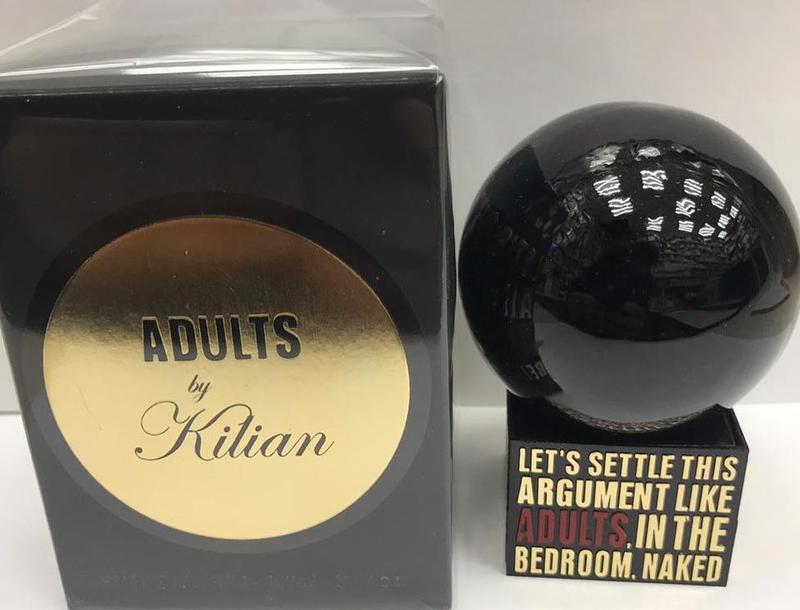 ADULTS
by
Kilian
LET'S SETTLE THIS
ARGUMENT LIKE
ADULTS, IN THE
BEDROOM. NAKED